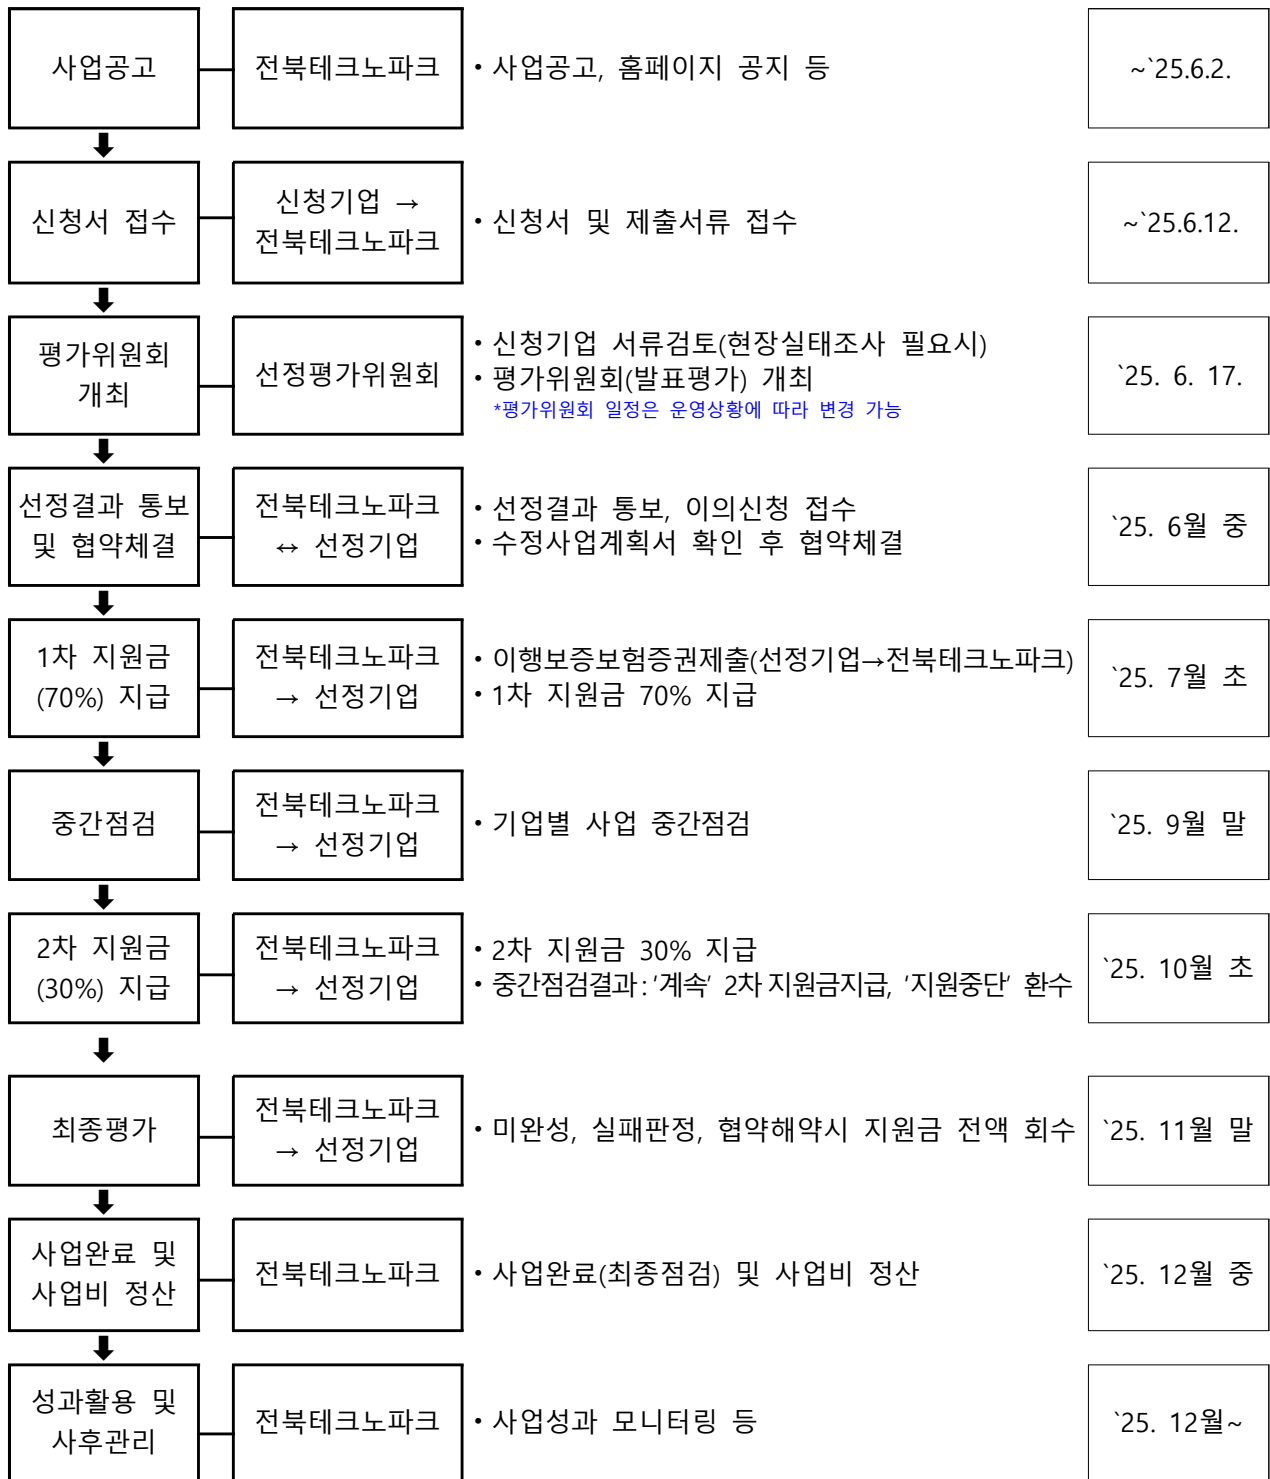 사업공고
전북테크노파크
• 사업공고, 홈페이지 공지 등
~`25.6.2.
신청서 접수
신청기업 →
전북테크노파크
• 신청서 및 제출서류 접수
~`25.6.12.
평가위원회
개최
선정평가위원회
• 신청기업 서류검토(현장실태조사 필요시)
• 평가위원회(발표평가) 개최
*평가위원회 일정은 운영상황에 따라 변경 가능
`25. 6. 17.
선정결과 통보
및 협약체결
전북테크노파크
↔ 선정기업
• 선정결과 통보, 이의신청 접수
• 수정사업계획서 확인 후 협약체결
`25. 6월 중
1차 지원금
(70%) 지급
전북테크노파크
→ 선정기업
• 이행보증보험증권제출(선정기업→전북테크노파크)
• 1차 지원금 70% 지급
`25. 7월 초
중간점검
전북테크노파크
→ 선정기업
• 기업별 사업 중간점검
`25. 9월 말
2차 지원금
(30%) 지급
전북테크노파크
→ 선정기업
• 2차 지원금 30% 지급
• 중간점검결과 : '계속' 2차 지원금지급, '지원중단' 환수
`25. 10월 초
최종평가
전북테크노파크
→ 선정기업
• 미완성, 실패판정, 협약해약시 지원금 전액 회수
`25. 11월 말
사업완료 및
사업비 정산
전북테크노파크
• 사업완료(최종점검) 및 사업비 정산
`25. 12월 중
성과활용 및
사후관리
전북테크노파크
• 사업성과 모니터링 등
`25. 12월~